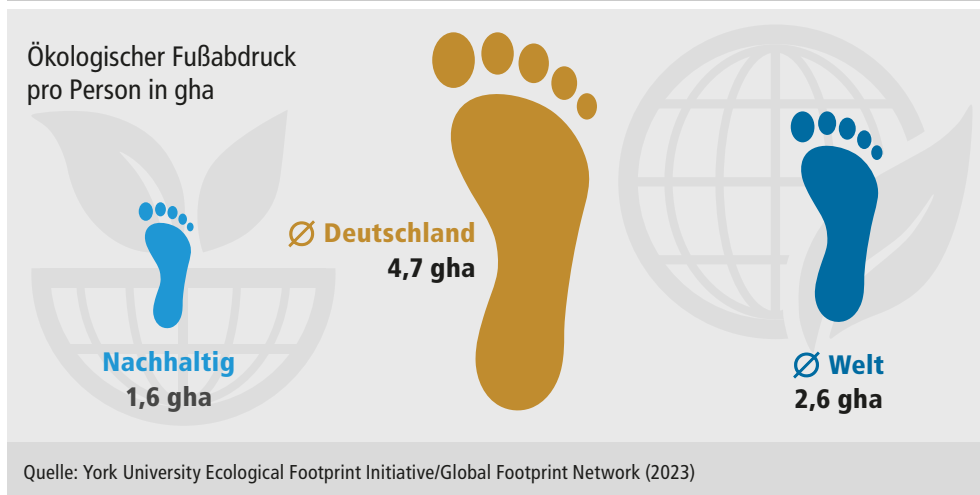 Ökologischer Fußabdruck
pro Person in gha
Nachhaltig
1,6 gha
Ø Deutschland
4,7 gha
Ø Welt
2,6 gha
Quelle: York University Ecological Footprint Initiative/Global Footprint Network (2023)